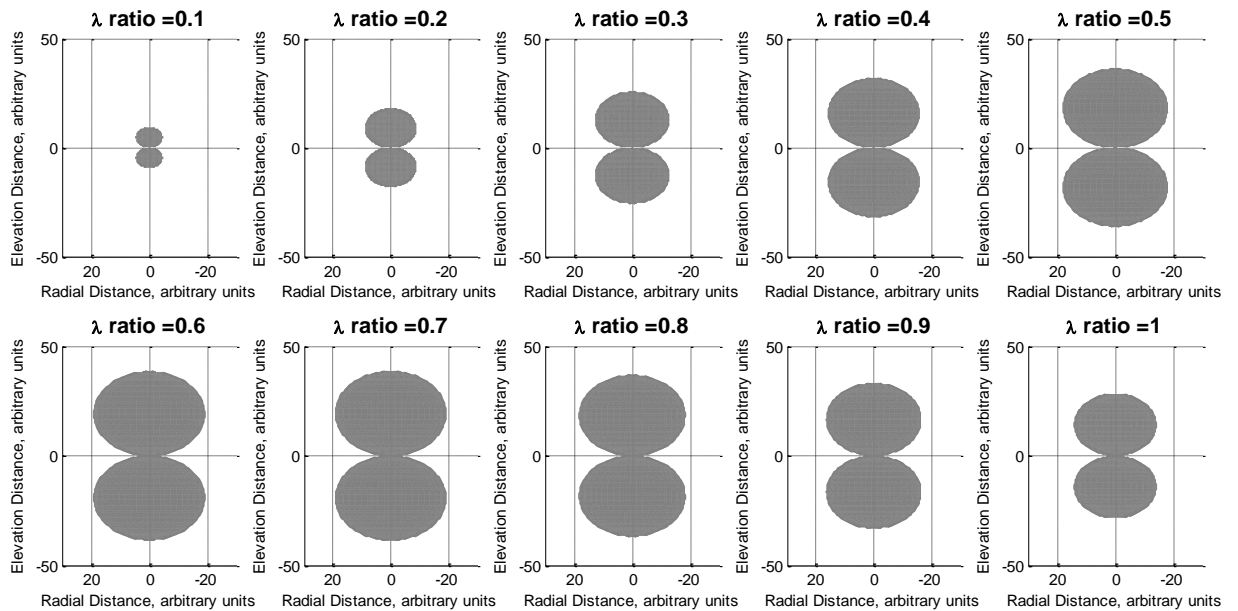 λ ratio =0.1
λ ratio =0.2
λ ratio =0.3
λ ratio =0.4
λ ratio =0.5
Elevation Distance, arbitrary units
50
0
-50
20 0 -20
Radial Distance, arbitrary units
Elevation Distance, arbitrary units
50
0
-50
20 0 -20
Radial Distance, arbitrary units
Elevation Distance, arbitrary units
50
0
-50
20 0 -20
Radial Distance, arbitrary units
Elevation Distance, arbitrary units
50
0
-50
20 0 -20
Radial Distance, arbitrary units
Elevation Distance, arbitrary units
50
0
-50
20 0 -20
Radial Distance, arbitrary units
λ ratio =0.6
λ ratio =0.7
λ ratio =0.8
λ ratio =0.9
λ ratio =1
Elevation Distance, arbitrary units
50
0
-50
20 0 -20
Radial Distance, arbitrary units
Elevation Distance, arbitrary units
50
0
-50
20 0 -20
Radial Distance, arbitrary units
Elevation Distance, arbitrary units
50
0
-50
20 0 -20
Radial Distance, arbitrary units
Elevation Distance, arbitrary units
50
0
-50
20 0 -20
Radial Distance, arbitrary units
Elevation Distance, arbitrary units
50
0
-50
20 0 -20
Radial Distance, arbitrary units